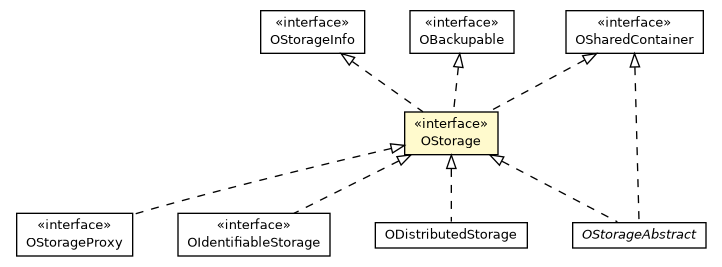 «interface»
OStorageInfo
«interface»
OBackupable
«interface»
OSharedContainer
«interface»
OStorage
«interface»
OStorageProxy
«interface»
OIdentifiableStorage
ODistributedStorage
OStorageAbstract